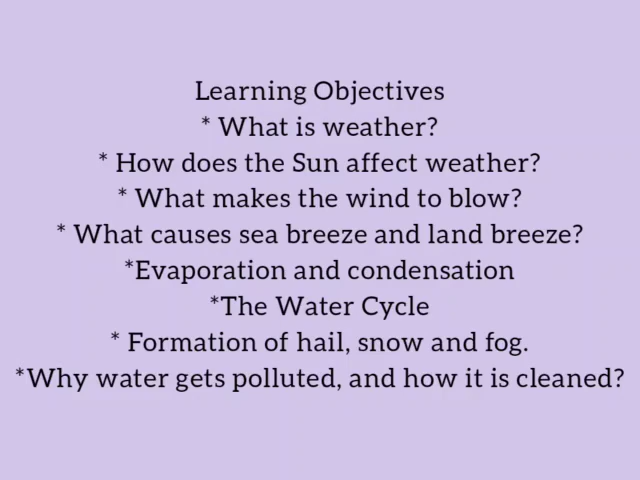 Learning Objectives
* What is weather?
* How does the Sun affect weather?
* What makes the wind to blow?
* What causes sea breeze and land breeze?
*Evaporation and condensation
*The Water Cycle
* Formation of hail, snow and fog.
*Why water gets polluted, and how it is cleaned?